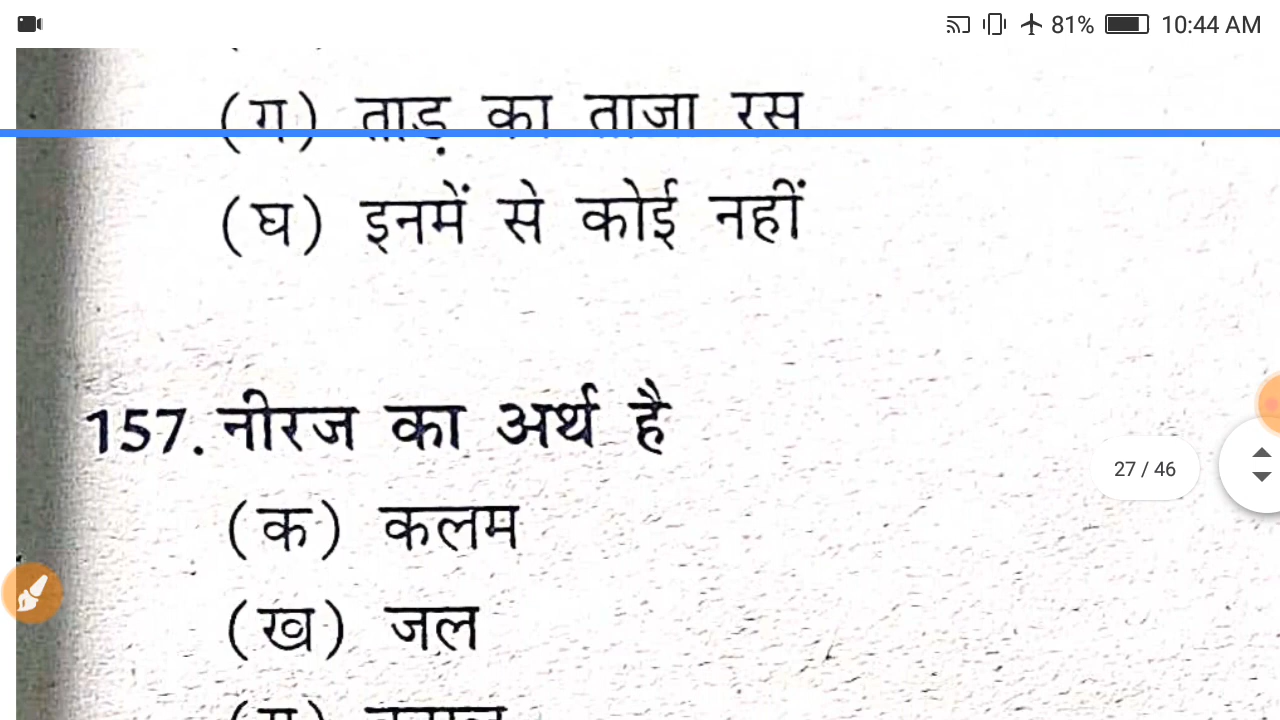 81% 10:44 AM
(ग) ताड़ का ताजा रस
(घ) इनमें से कोई नहीं
157. नीरज का अर्थ है
27 / 46
(क) कलम
(ख) जल